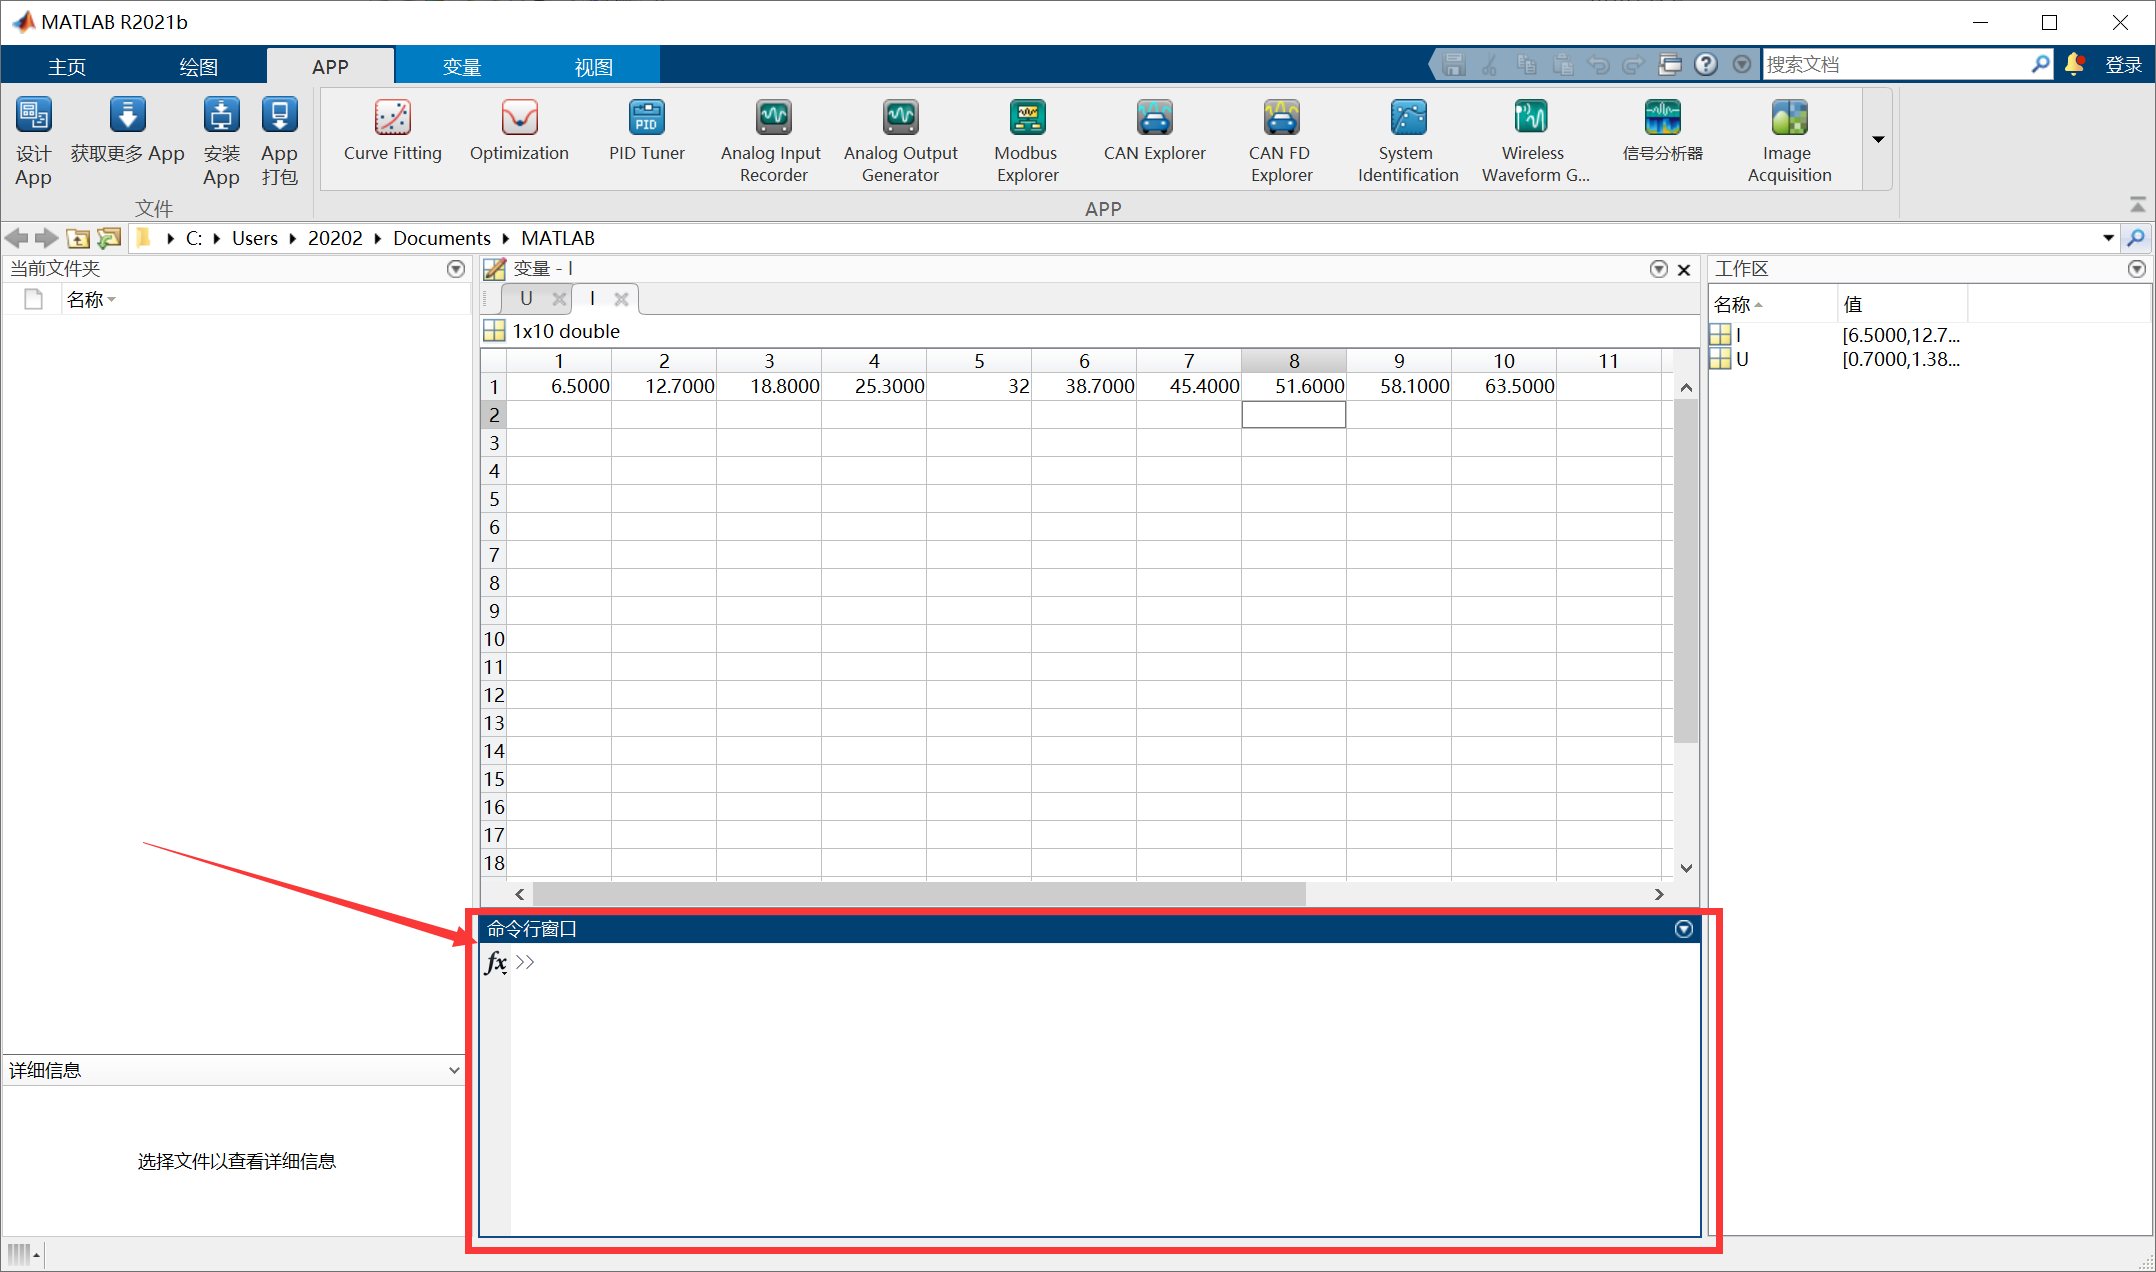 MATLAB R2021b
主页 绘图 APP 变量 视图 搜索文档 登录
设计 App
获取更多 App
安装 App
App 打包
Curve Fitting
Optimization
PID
PID Tuner
Analog Input Recorder
Analog Output Generator
Modbus Explorer
CAN Explorer
CAN FD Explorer
System Identification
Wireless Waveform G...
信号分析器
Image Acquisition
文件 APP
C: Users 20202 Documents MATLAB
当前文件夹
名称
变量 - I
U I
1x10 double
1 2 3 4 5 6 7 8 9 10 11
1 6.5000 12.7000 18.8000 25.3000 32 38.7000 45.4000 51.6000 58.1000 63.5000
2
3
4
5
6
7
8
9
10
11
12
13
14
15
16
17
18
工作区
名称 值
I [6.5000,12.7...
U [0.7000,1.38...
命令行窗口
fx >>
详细信息
选择文件以查看详细信息